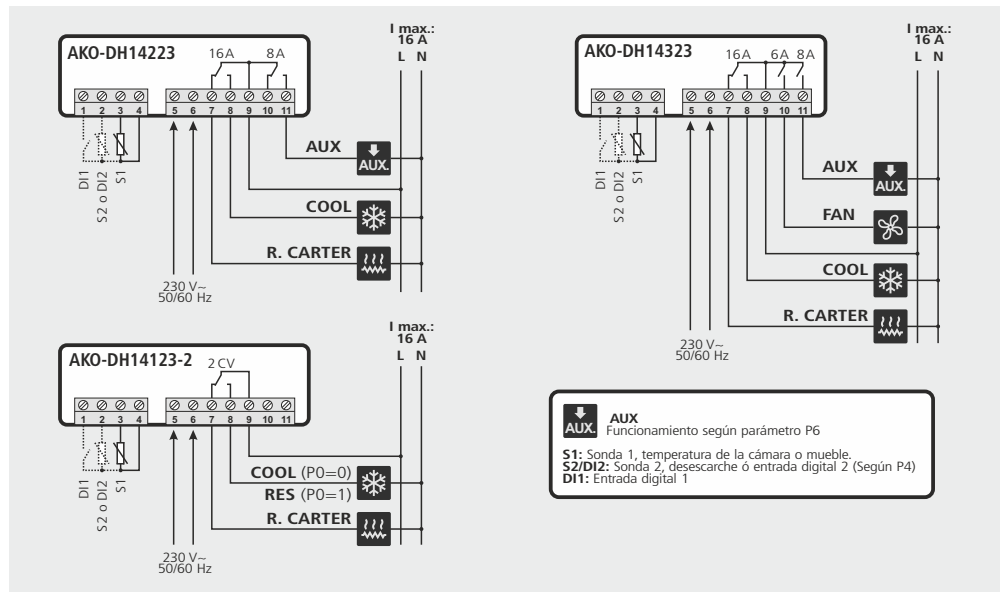 AKO-DH14223
16A 8A
1 2 3 4 5 6 7 8 9 10 11
I max.:
16 A
L N
DI1
S2 o DI2
S1
230 V~
50/60 Hz
AUX
AUX.
COOL
R. CARTER
AKO-DH14323
16A 6A 8A
1 2 3 4 5 6 7 8 9 10 11
I max.:
16 A
L N
DI1
S2 o DI2
S1
230 V~
50/60 Hz
AUX
AUX.
FAN
COOL
R. CARTER
AKO-DH14123-2
2 CV
1 2 3 4 5 6 7 8 9 10 11
I max.:
16 A
L N
DI1
S2 o DI2
S1
230 V~
50/60 Hz
COOL (P0=0)
RES (P0=1)
R. CARTER
AUX.
AUX
Funcionamiento según parámetro P6
S1: Sonda 1, temperatura de la cámara o mueble.
S2/DI2: Sonda 2, desescarche ó entrada digital 2 (Según P4)
DI1: Entrada digital 1